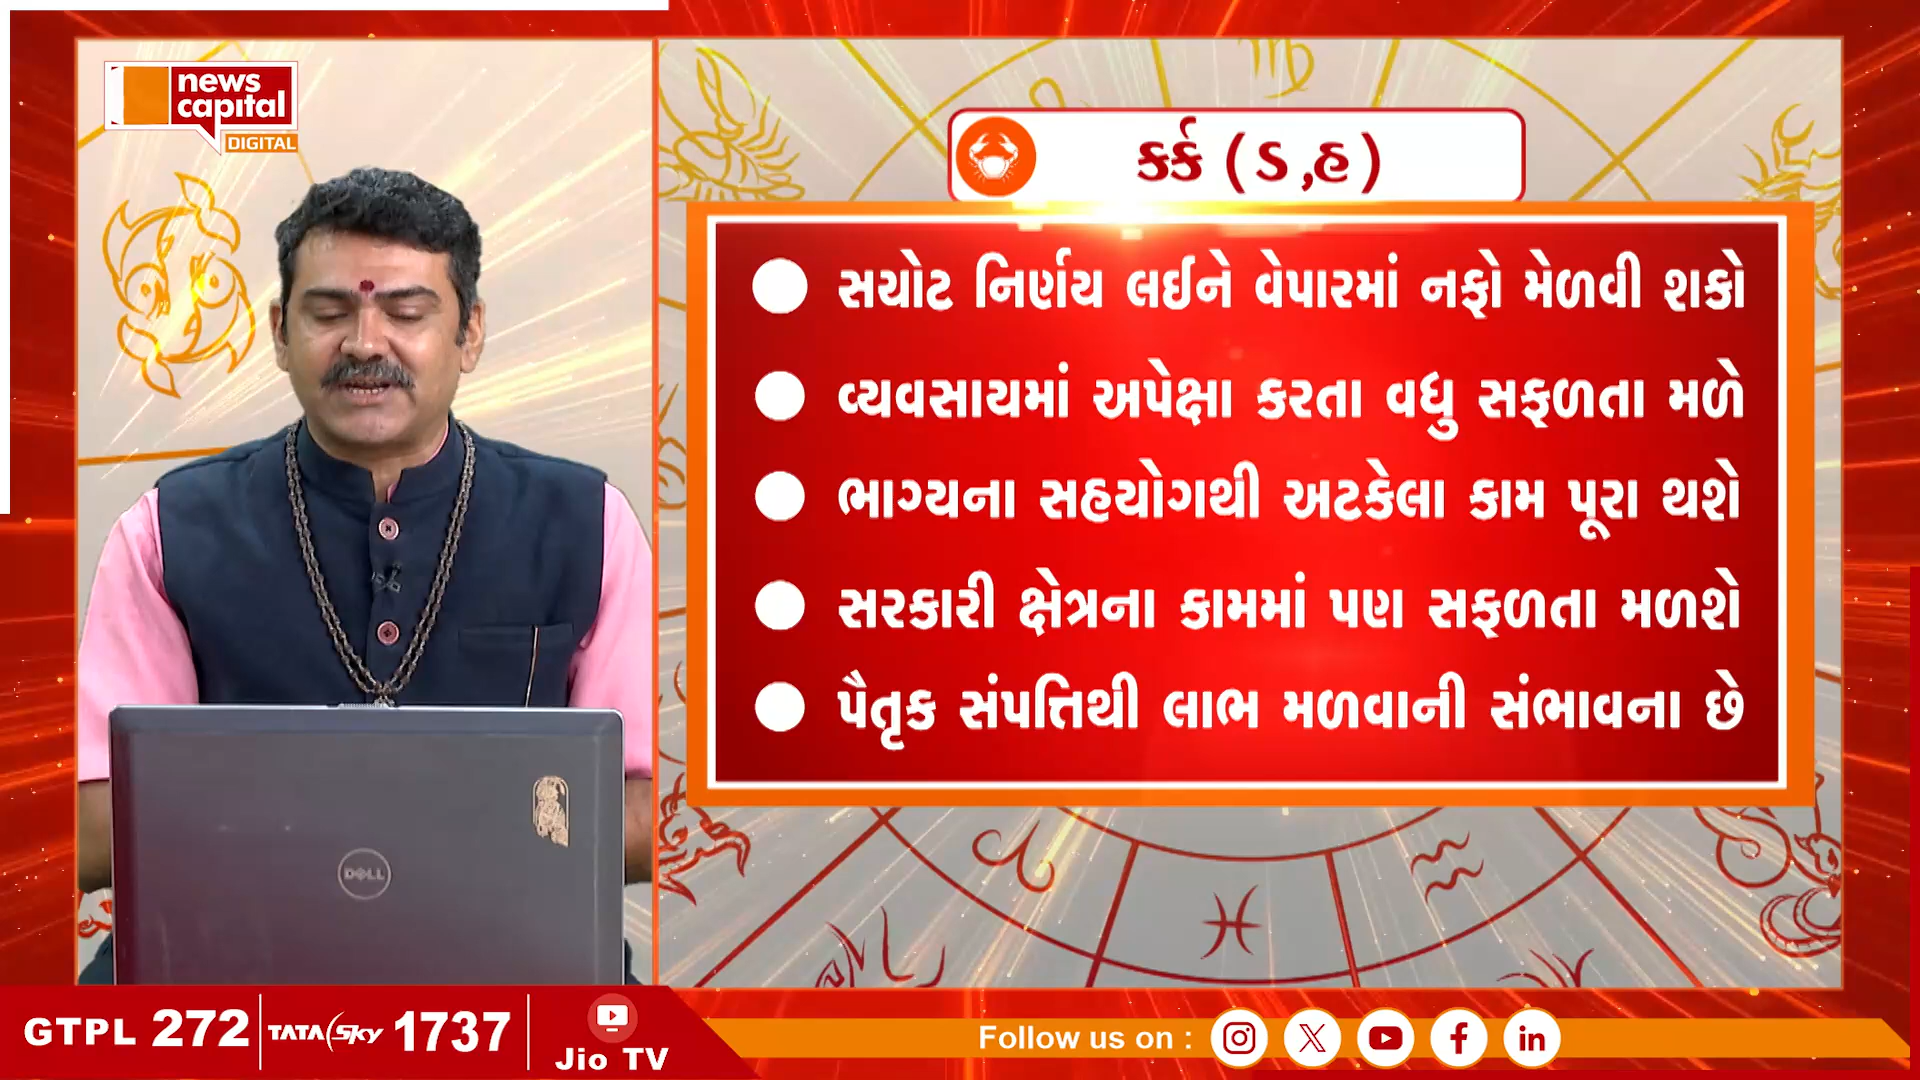 news
capital
DIGITAL
કર્ક (ડ,હ)
સચોટ નિર્ણય લઈને વેપારમાં નફો મેળવી શકો
વ્યવસાયમાં અપેક્ષા કરતા વધુ સફળતા મળે
ભાગ્યના સહયોગથી અટકેલા કામ પૂરા થશે
સરકારી ક્ષેત્રના કામમાં પણ સફળતા મળશે
પૈતૃક સંપત્તિથી લાભ મળવાની સંભાવના છે
DELL
GTPL 272
TATA Sky 1737
Jio TV
Follow us on :